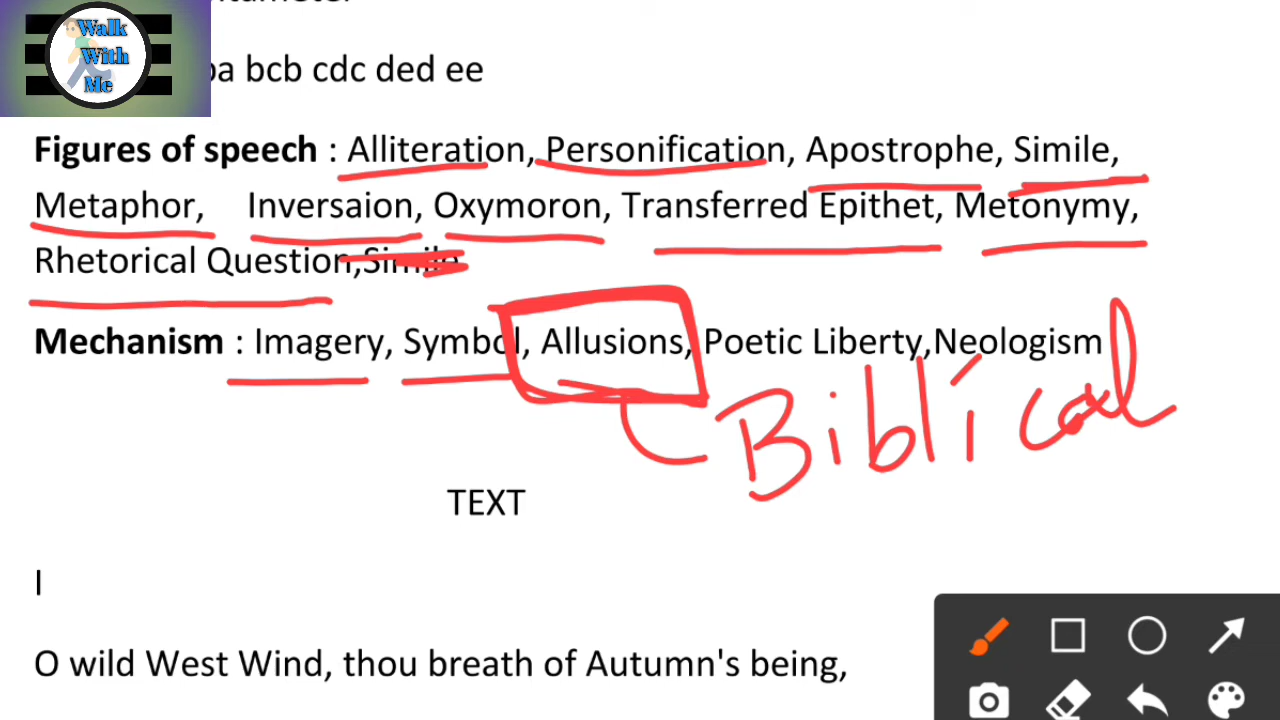 Walk
With
Me
bcb cdc ded ee
Figures of speech : Alliteration, Personification, Apostrophe, Simile,
Metaphor, Inversaion, Oxymoron, Transferred Epithet, Metonymy,
Rhetorical Question,Simile
Mechanism : Imagery, Symbol, Allusions, Poetic Liberty,Neologism
Biblical
TEXT
I
O wild West Wind, thou breath of Autumn's being,